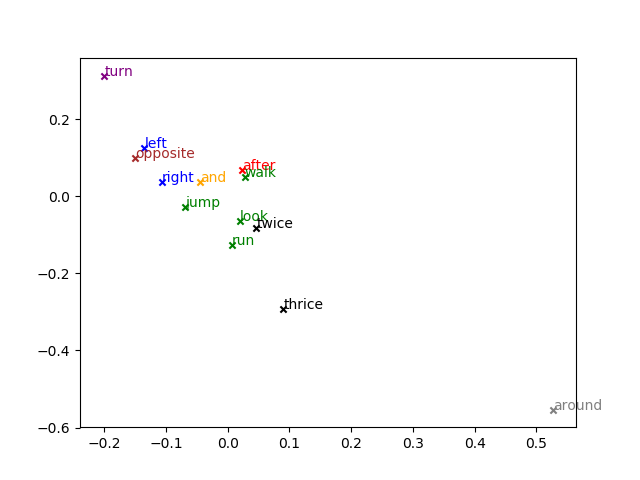 turn
left
opposite
after
walk
right
and
jump
look
twice
run
thrice
around
0.2
0.0
−0.2
−0.4
−0.6
−0.2
−0.1
0.0
0.1
0.2
0.3
0.4
0.5